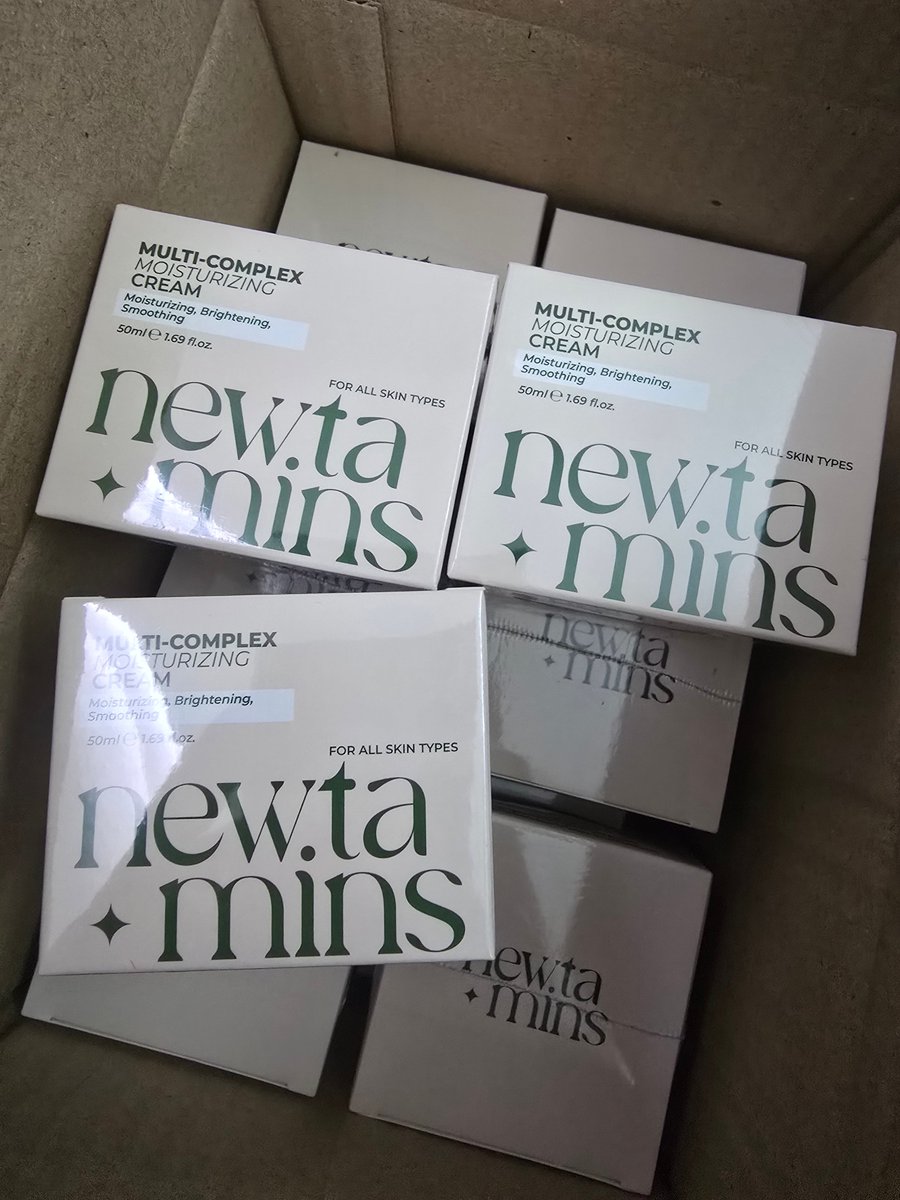 MULTI-COMPLEX
MOISTURIZING
CREAM
Moisturizing, Brightening,
Smoothing
50ml ℮ 1.69 fl.oz.
FOR ALL SKIN TYPES
new.ta
mins
MULTI-COMPLEX
MOISTURIZING
CREAM
Moisturizing, Brightening,
Smoothing
50ml ℮ 1.69 fl.oz.
FOR ALL SKIN TYPES
new.ta
mins
MULTI-COMPLEX
MOISTURIZING
CREAM
Moisturizing, Brightening,
Smoothing
50ml ℮ 1.69 fl.oz.
FOR ALL SKIN TYPES
new.ta
mins
new.ta
mins
new.ta
mins